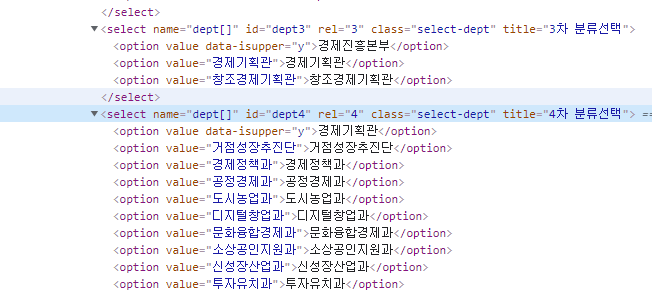 </select>
▼<select name="dept[]" id="dept3" rel="3" class="select-dept" title="3차 분류선택">
<option value data-isupper="y">경제진흥본부</option>
<option value="경제기획관">경제기획관</option>
<option value="창조경제기획관">창조경제기획관</option>
</select>
▼<select name="dept[]" id="dept4" rel="4" class="select-dept" title="4차 분류선택"> ==
<option value data-isupper="y">경제기획관</option>
<option value="거점성장추진단">거점성장추진단</option>
<option value="경제정책과">경제정책과</option>
<option value="공정경제과">공정경제과</option>
<option value="도시농업과">도시농업과</option>
<option value="디지털창업과">디지털창업과</option>
<option value="문화융합경제과">문화융합경제과</option>
<option value="소상공인지원과">소상공인지원과</option>
<option value="신성장산업과">신성장산업과</option>
<option value="투자유치과">투자유치과</option>